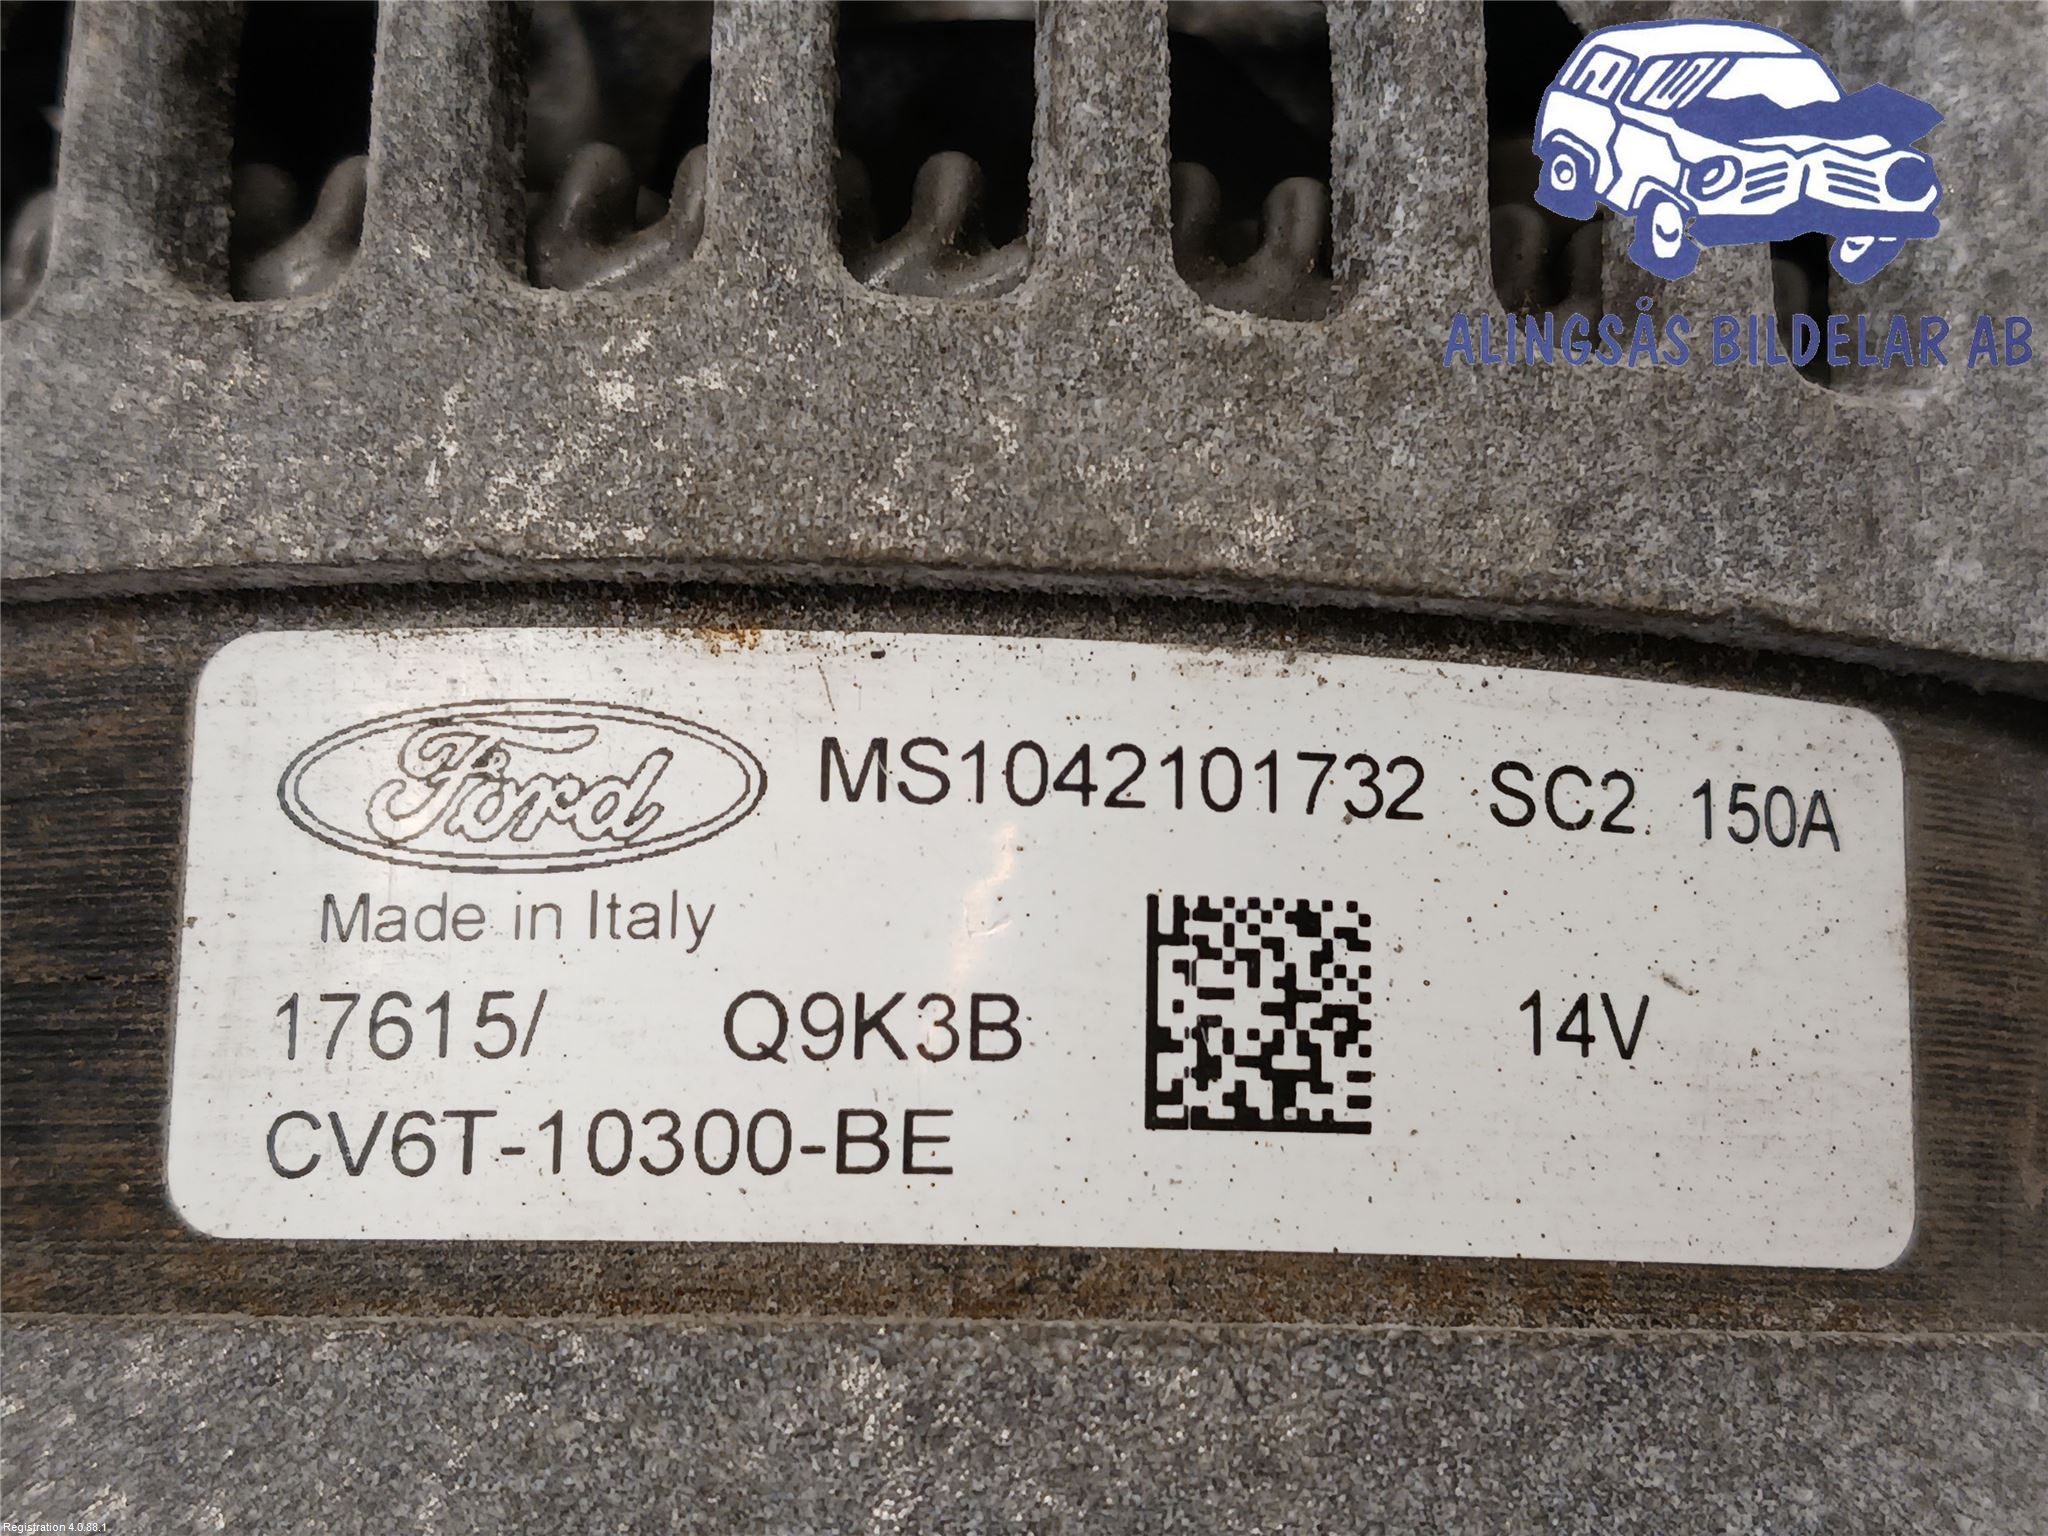 ALINGSÅS BILDELAR AB
Ford MS1042101732 SC2 150A
Made in Italy
17615/ Q9K3B 14V
CV6T-10300-BE
Registration 4.0.88.1